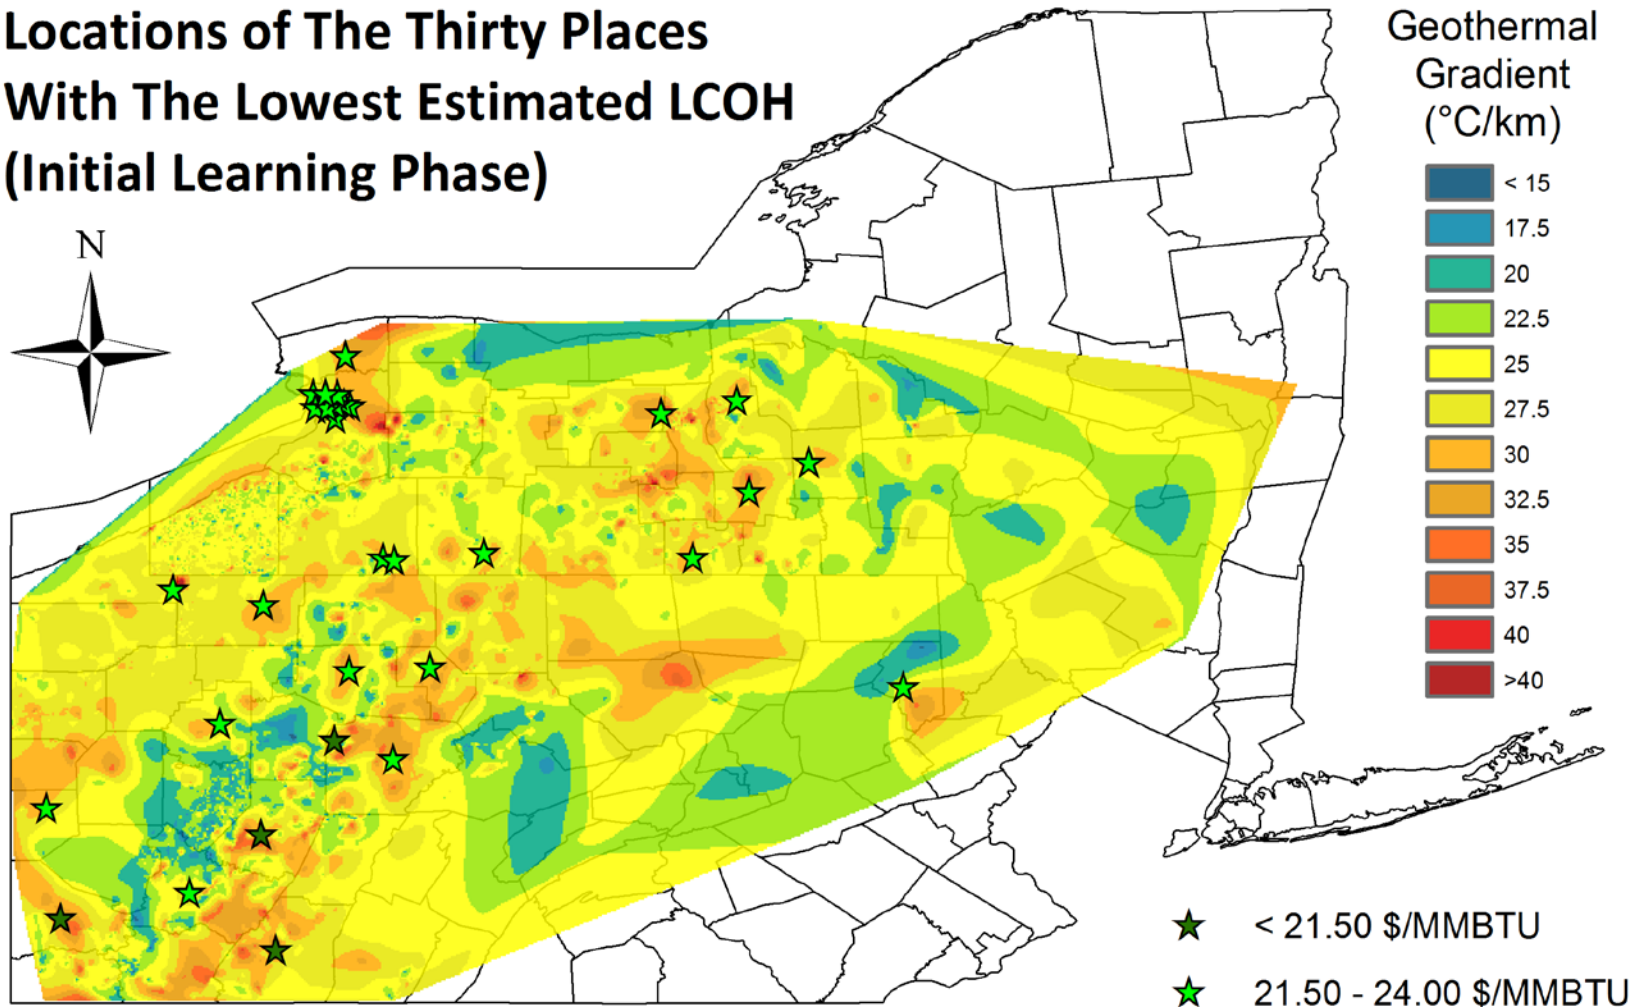 Locations of The Thirty Places
With The Lowest Estimated LCOH
(Initial Learning Phase)
N
Geothermal
Gradient
(°C/km)
< 15
17.5
20
22.5
25
27.5
30
32.5
35
37.5
40
>40
< 21.50 $/MMBTU
21.50 - 24.00 $/MMBTU